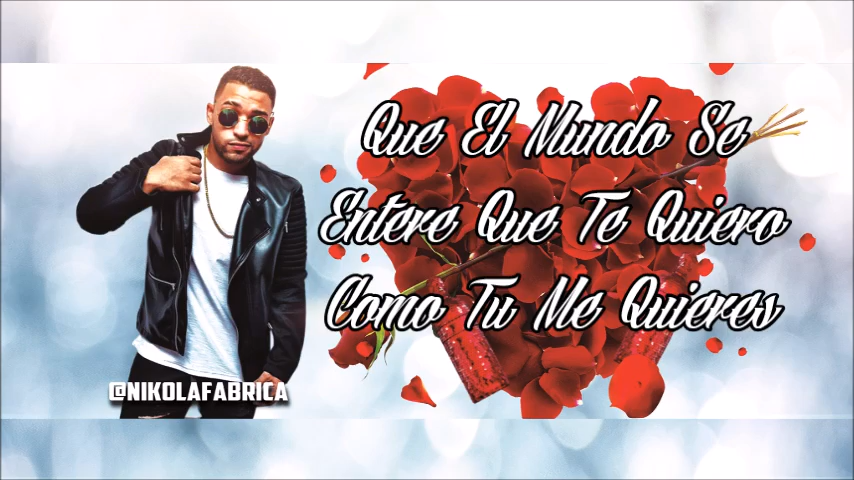 Que El Mundo Se
Entere Que Te Quiero
Como Tu Me Quieres
@NIKOLAFABRICA